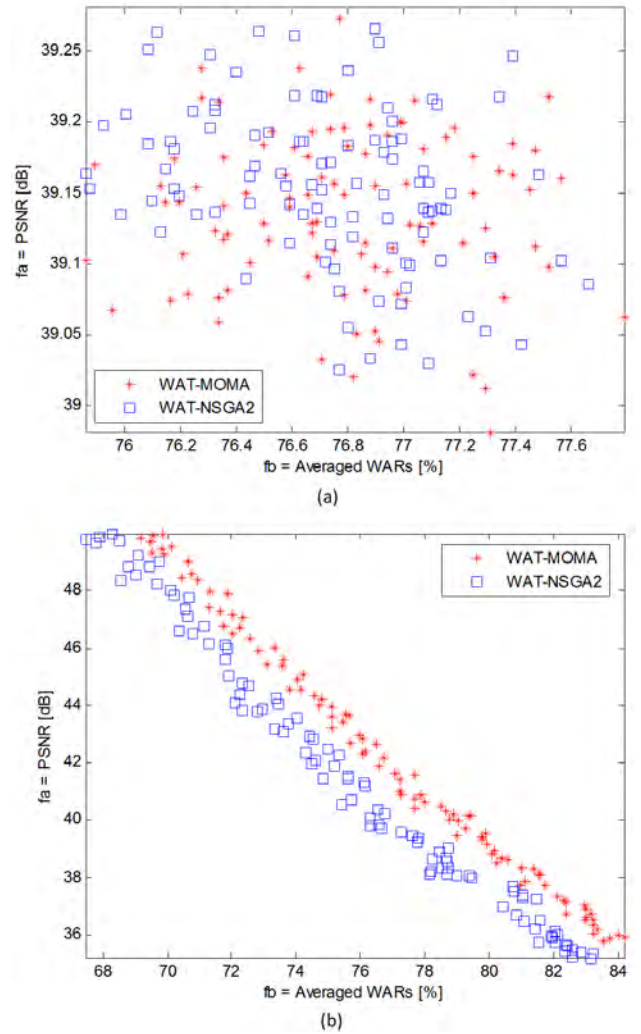 39.25
39.2
39.15
39.1
39.05
39
fa = PSNR [dB]
WAT-MOMA
WAT-NSGA2
76 76.2 76.4 76.6 76.8 77 77.2 77.4 77.6
fb = Averaged WARs [%]
(a)
48
46
44
42
40
38
36
fa = PSNR [dB]
WAT-MOMA
WAT-NSGA2
68 70 72 74 76 78 80 82 84
fb = Averaged WARs [%]
(b)